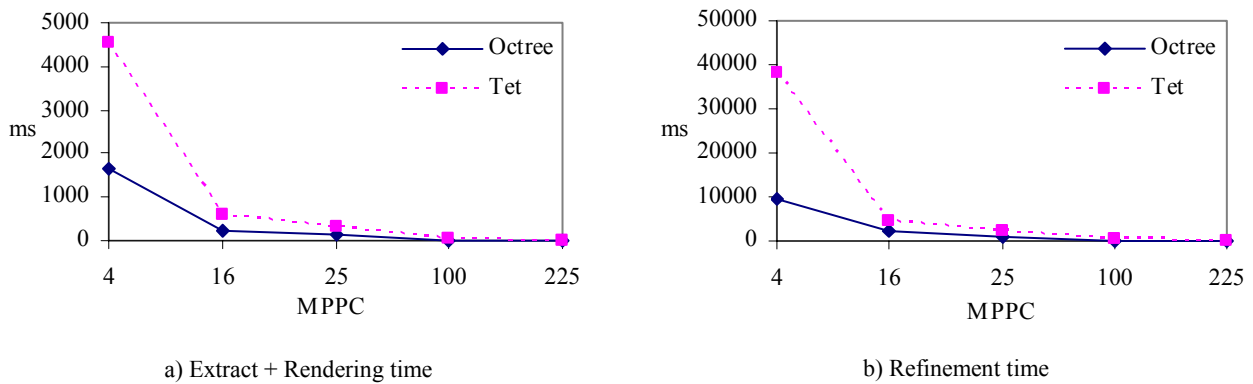 5000
4000
3000
ms
2000
1000
0
4 16 25 100 225
MPPC
Octree
Tet
a) Extract + Rendering time
50000
40000
30000
ms
20000
10000
0
4 16 25 100 225
MPPC
Octree
Tet
b) Refinement time